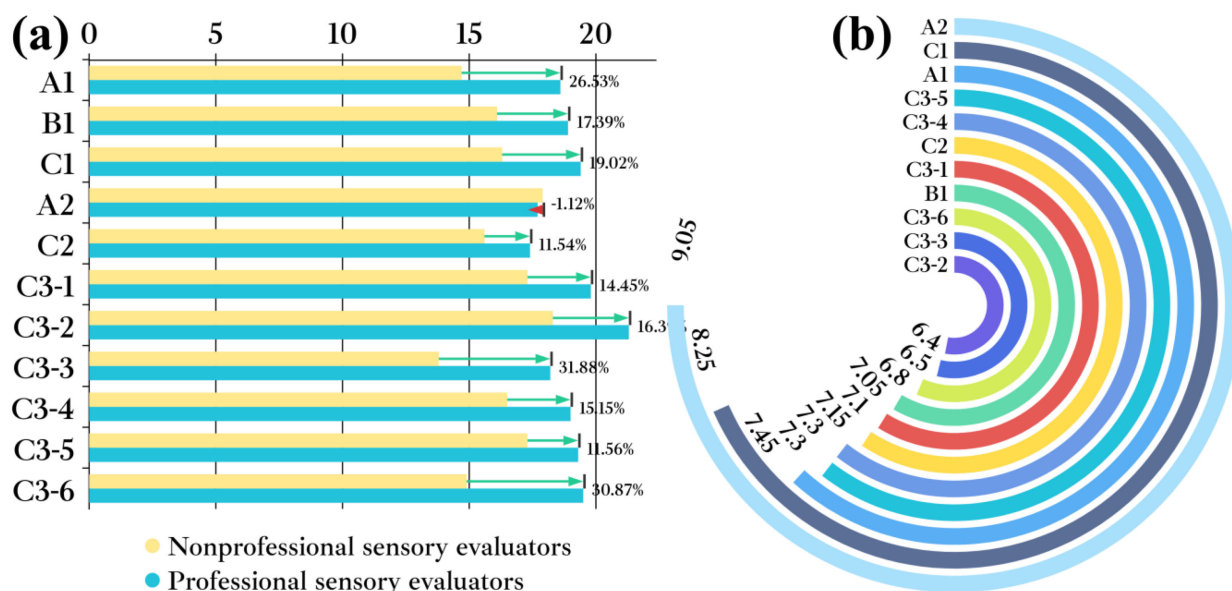 (a)
0 5 10 15 20
A1 26.53%
B1 17.39%
C1 19.02%
A2 -1.12%
C2 11.54%
C3-1 14.45%
C3-2 16.39%
C3-3 31.88%
C3-4 15.15%
C3-5 11.56%
C3-6 30.87%
Nonprofessional sensory evaluators
Professional sensory evaluators
(b)
A2
C1
A1
C3-5
C3-4
C2
C3-1
B1
C3-6
C3-3
C3-2
9.05
8.25
7.45
7.3
7.3
7.15
7.1
7.05
6.8
6.5
6.4